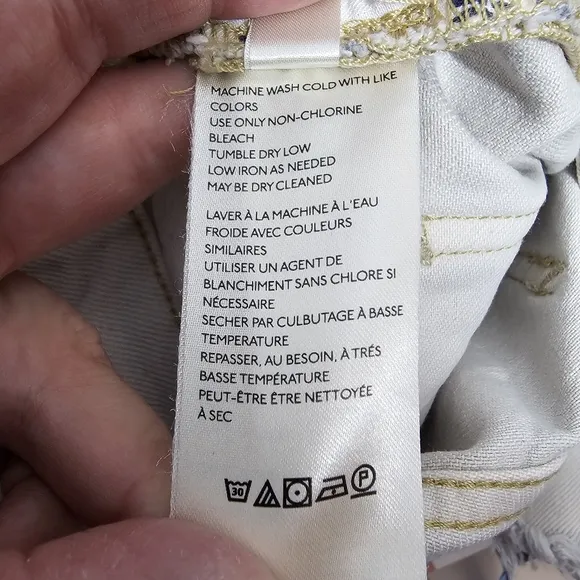 MACHINE WASH COLD WITH LIKE
COLORS
USE ONLY NON-CHLORINE
BLEACH
TUMBLE DRY LOW
LOW IRON AS NEEDED
MAY BE DRY CLEANED
LAVER À LA MACHINE À L'EAU
FROIDE AVEC COULEURS
SIMILAIRES
UTILISER UN AGENT DE
BLANCHIMENT SANS CHLORE SI
NÉCESSAIRE
SECHER PAR CULBUTAGE À BASSE
TEMPERATURE
REPASSER, AU BESOIN, À TRÉS
BASSE TEMPÉRATURE
PEUT-ÊTRE ÊTRE NETTOYÉE
À SEC
30 P